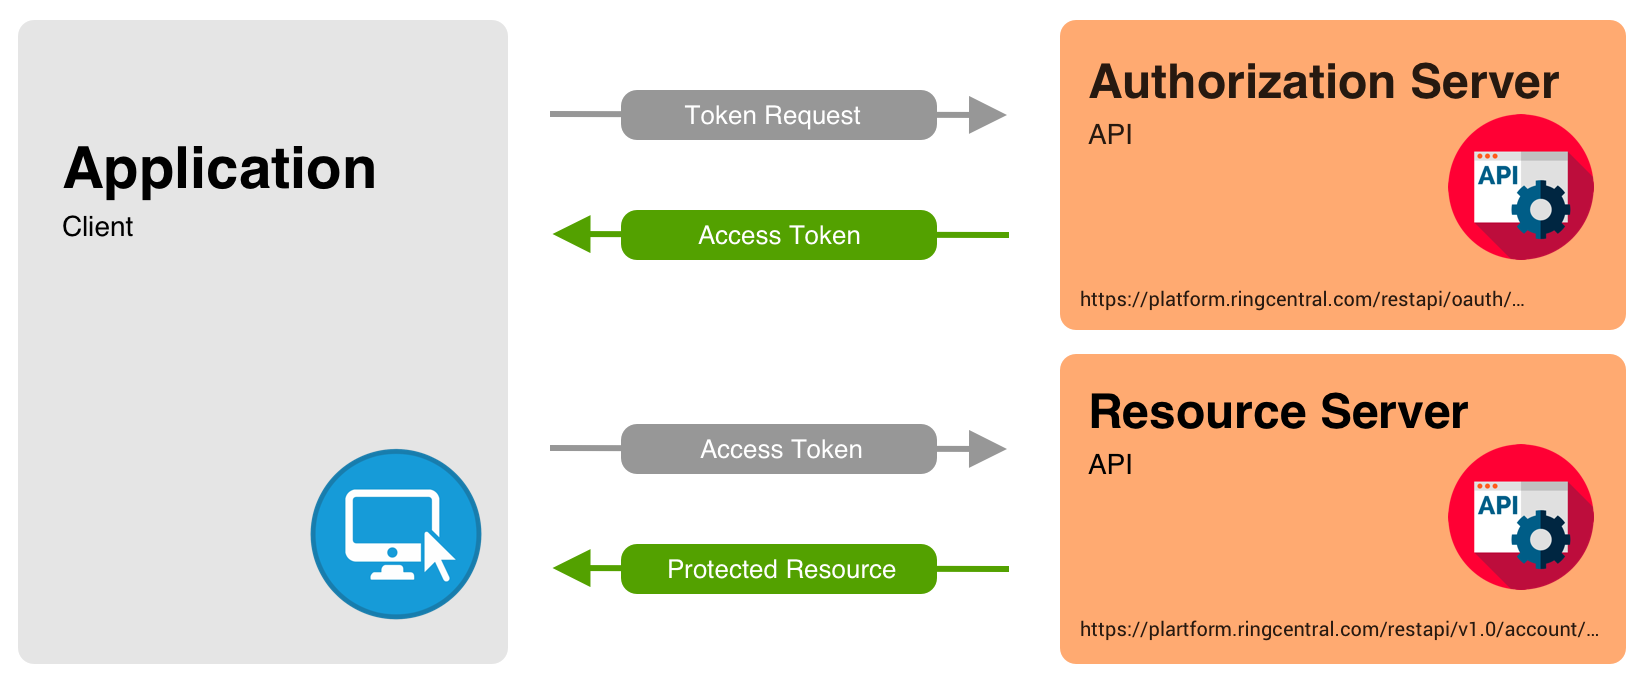 Application
Client
Token Request
Access Token
Access Token
Protected Resource
Authorization Server
API
API
https://platform.ringcentral.com/restapi/oauth/...
Resource Server
API
API
https://plartform.ringcentral.com/restapi/v1.0/account/...